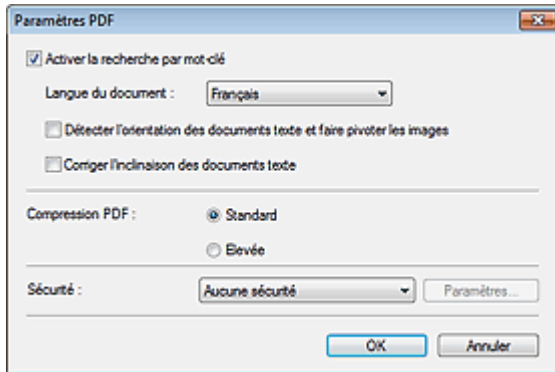 Paramètres PDF
Activer la recherche par mot-clé
Langue du document : Français
Détecter l'orientation des documents texte et faire pivoter les images
Corriger l'inclinaison des documents texte
Compression PDF : Standard
Elevée
Sécurité : Aucune sécurité Paramètres...
OK Annuler